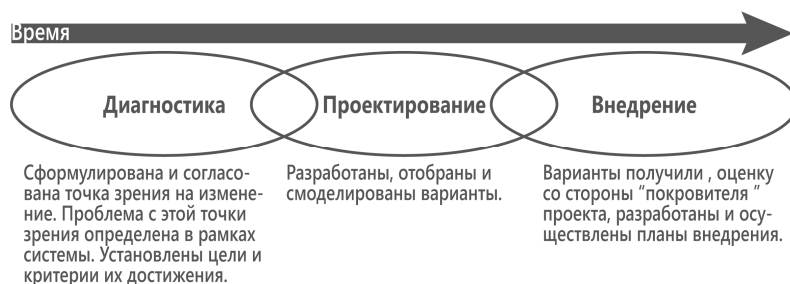 Время
Диагностика
Проектирование
Внедрение
Сформулирована и согласо-
вана точка зрения на измене-
ние. Проблема с этой точки
зрения определена в рамках
системы. Установлены цели и
критерии их достижения.
Разработаны, отобраны и
смоделированы варианты.
Варианты получили , оценку
со стороны “покровителя ”
проекта, разработаны и осу-
ществлены планы внедрения.